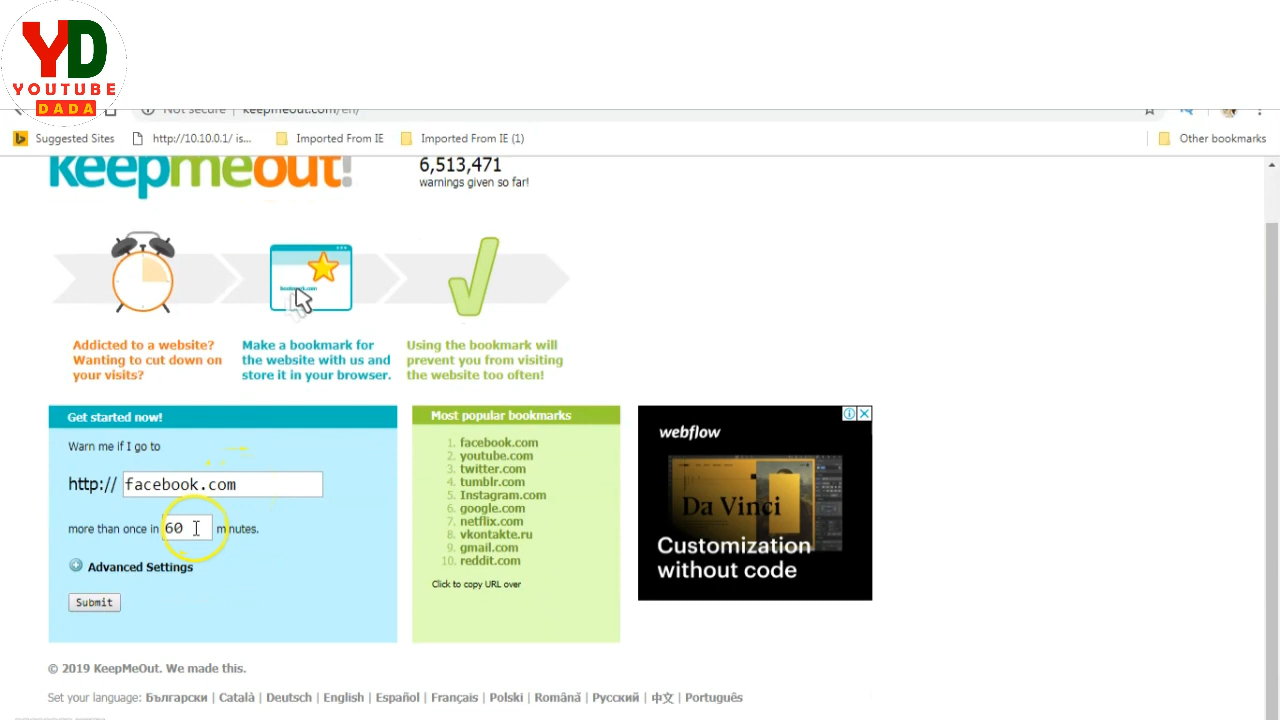 YD
YOUTUBE
DADA
Not secure keepmeout.com/en/
Suggested Sites
http://10.10.0.1/ is...
Imported From IE
Imported From IE (1)
Other bookmarks
keepmeout!
6,513,471
warnings given so far!
bookmark.com
Addicted to a website?
Wanting to cut down on
your visits?
Make a bookmark for
the website with us and
store it in your browser.
Using the bookmark will
prevent you from visiting
the website too often!
Get started now!
Warn me if I go to
http:// facebook.com
more than once in 60 minutes.
Advanced Settings
Submit
Most popular bookmarks
1. facebook.com
2. youtube.com
3. twitter.com
4. tumblr.com
5. Instagram.com
6. google.com
7. netflix.com
8. vkontakte.ru
9. gmail.com
10. reddit.com
Click to copy URL over
webflow
Da Vinci
Customization
without code
© 2019 KeepMeOut. We made this.
Set your language: Български | Català | Deutsch | English | Español | Français | Polski | Română | Русский | 中文 | Português